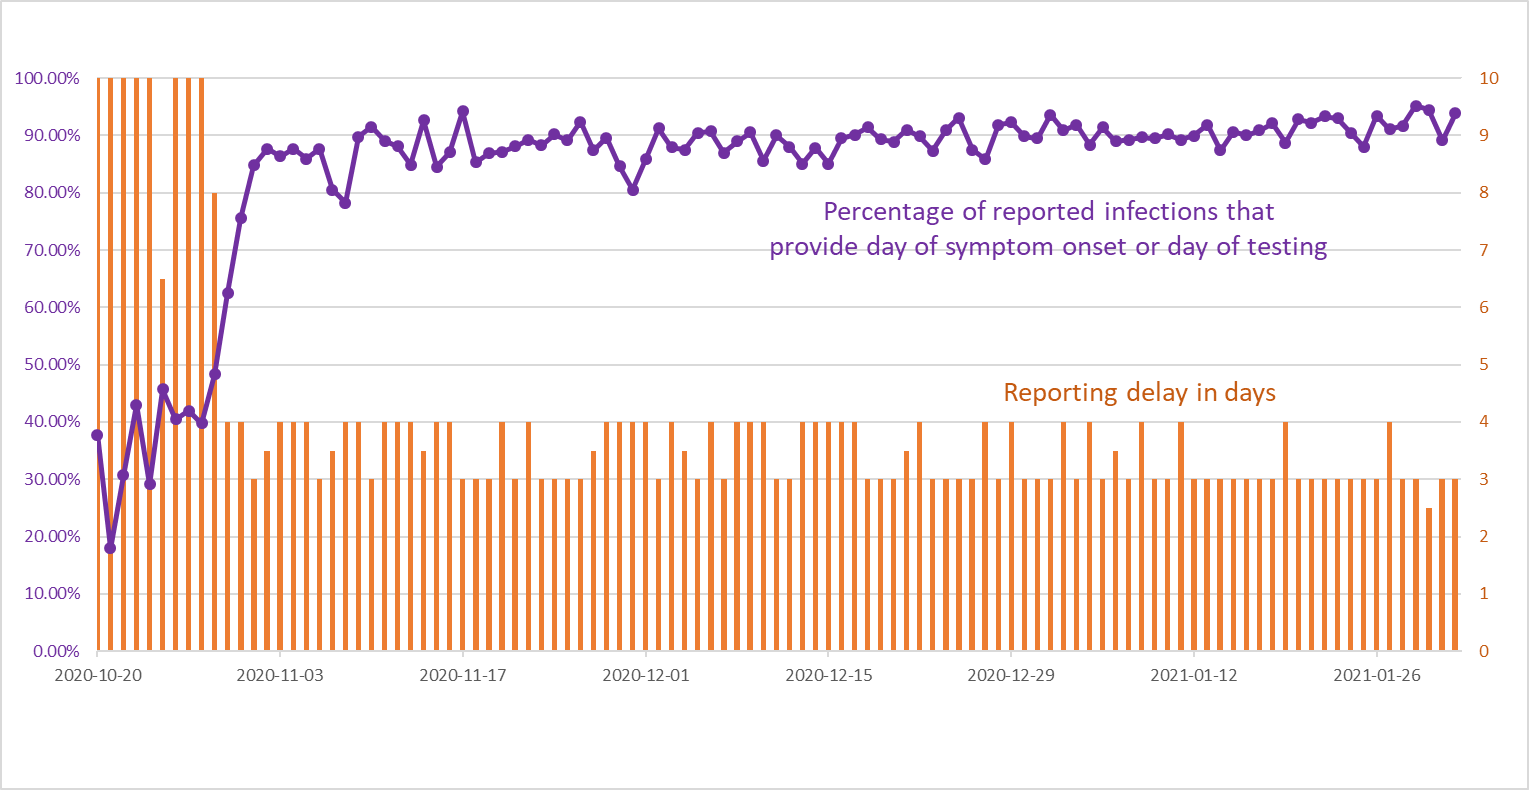 100.00% 10
90.00% 9
80.00% 8
Percentage of reported infections that
provide day of symptom onset or day of testing
70.00% 7
60.00% 6
50.00% 5
Reporting delay in days
40.00% 4
30.00% 3
20.00% 2
10.00% 1
0.00% 0
2020-10-20 2020-11-03 2020-11-17 2020-12-01 2020-12-15 2020-12-29 2021-01-12 2021-01-26